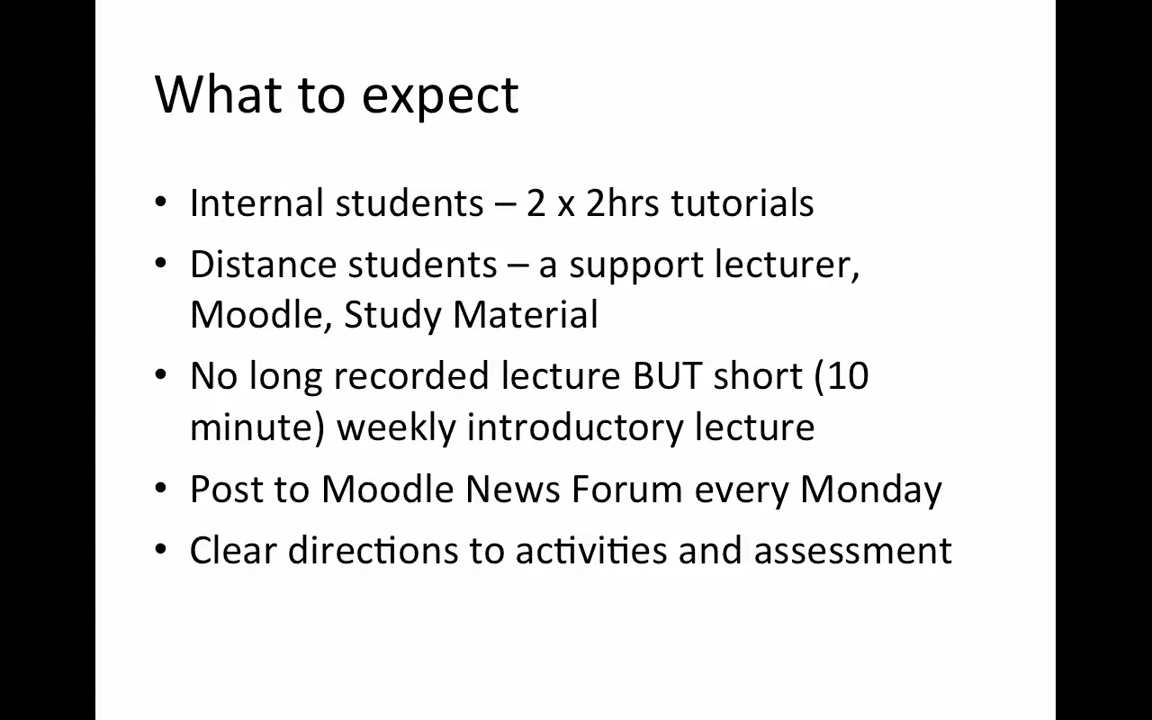 What to expect
• Internal students – 2 x 2hrs tutorials
• Distance students – a support lecturer,
Moodle, Study Material
• No long recorded lecture BUT short (10
minute) weekly introductory lecture
• Post to Moodle News Forum every Monday
• Clear directions to activities and assessment